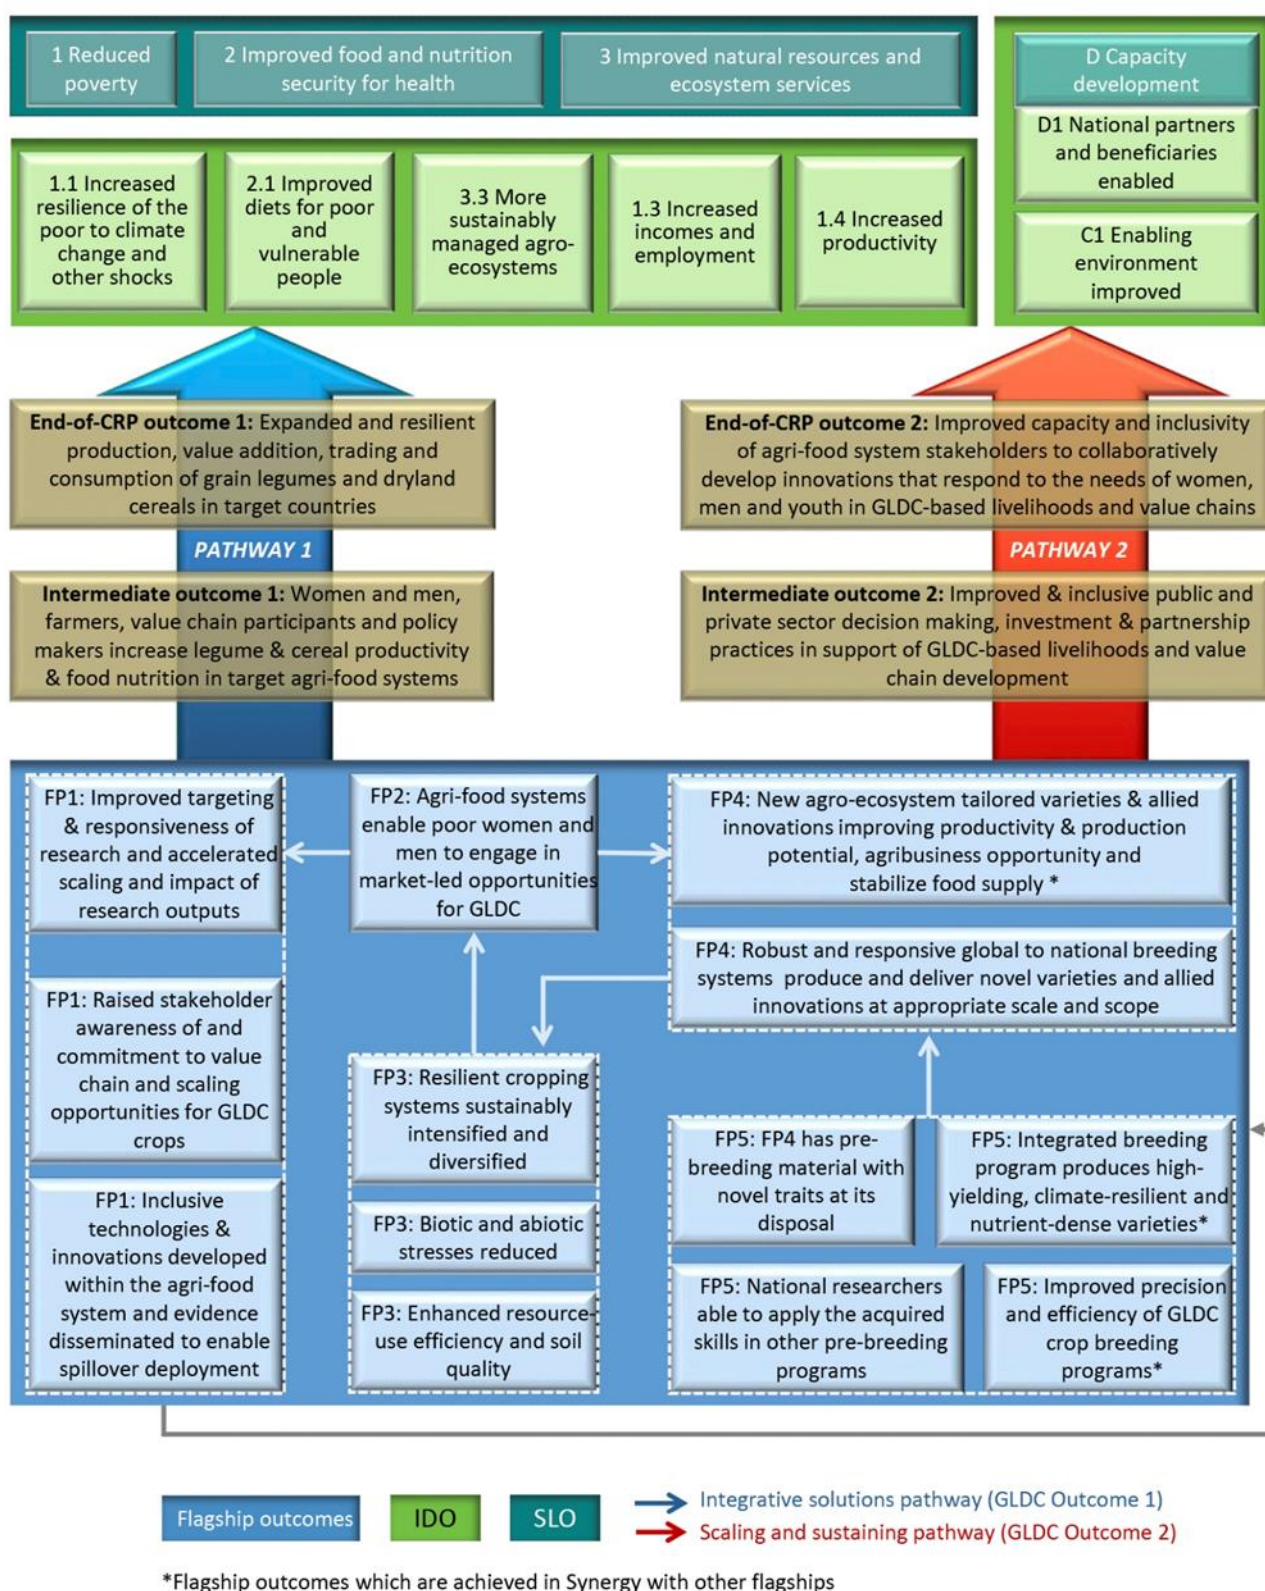 1 Reduced
poverty
2 Improved food and nutrition
security for health
3 Improved natural resources and
ecosystem services
D Capacity
development
D1 National partners
and beneficiaries
enabled
C1 Enabling
environment
improved
1.1 Increased
resilience of the
poor to climate
change and
other shocks
2.1 Improved
diets for poor
and
vulnerable
people
3.3 More
sustainably
managed agro-
ecosystems
1.3 Increased
incomes and
employment
1.4 Increased
productivity
End-of-CRP outcome 1: Expanded and resilient
production, value addition, trading and
consumption of grain legumes and dryland
cereals in target countries
PATHWAY 1
Intermediate outcome 1: Women and men,
farmers, value chain participants and policy
makers increase legume & cereal productivity
& food nutrition in target agri-food systems
End-of-CRP outcome 2: Improved capacity and inclusivity
of agri-food system stakeholders to collaboratively
develop innovations that respond to the needs of women,
men and youth in GLDC-based livelihoods and value chains
PATHWAY 2
Intermediate outcome 2: Improved & inclusive public and
private sector decision making, investment & partnership
practices in support of GLDC-based livelihoods and value
chain development
FP1: Improved targeting
& responsiveness of
research and accelerated
scaling and impact of
research outputs
FP1: Raised stakeholder
awareness of and
commitment to value
chain and scaling
opportunities for GLDC
crops
FP1: Inclusive
technologies &
innovations developed
within the agri-food
system and evidence
disseminated to enable
spillover deployment
FP2: Agri-food systems
enable poor women and
men to engage in
market-led opportunities
for GLDC
FP3: Resilient cropping
systems sustainably
intensified and
diversified
FP3: Biotic and abiotic
stresses reduced
FP3: Enhanced resource-
use efficiency and soil
quality
FP4: New agro-ecosystem tailored varieties & allied
innovations improving productivity & production
potential, agribusiness opportunity and
stabilize food supply *
FP4: Robust and responsive global to national breeding
systems produce and deliver novel varieties and allied
innovations at appropriate scale and scope
FP5: FP4 has pre-
breeding material with
novel traits at its
disposal
FP5: Integrated breeding
program produces high-
yielding, climate-resilient and
nutrient-dense varieties*
FP5: National researchers
able to apply the acquired
skills in other pre-breeding
programs
FP5: Improved precision
and efficiency of GLDC
crop breeding
programs*
Flagship outcomes
IDO
SLO
Integrative solutions pathway (GLDC Outcome 1)
Scaling and sustaining pathway (GLDC Outcome 2)
*Flagship outcomes which are achieved in Synergy with other flagships